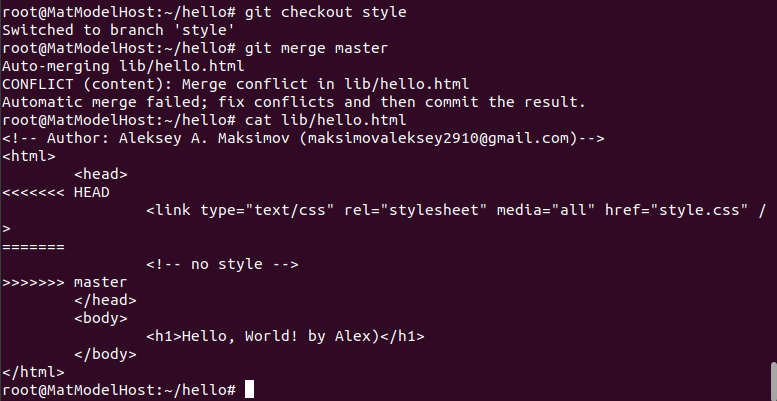 root@MatModelHost:~/hello# git checkout style
Switched to branch 'style'
root@MatModelHost:~/hello# git merge master
Auto-merging lib/hello.html
CONFLICT (content): Merge conflict in lib/hello.html
Automatic merge failed; fix conflicts and then commit the result.
root@MatModelHost:~/hello# cat lib/hello.html
<!-- Author: Aleksey A. Maksimov (maksimovaleksey2910@gmail.com)-->
<html>
        <head>
<<<<<<< HEAD
                <link type="text/css" rel="stylesheet" media="all" href="style.css" /
>
=======
                <!-- no style -->
>>>>>>> master
        </head>
        <body>
                <h1>Hello, World! by Alex)</h1>
        </body>
</html>
root@MatModelHost:~/hello#